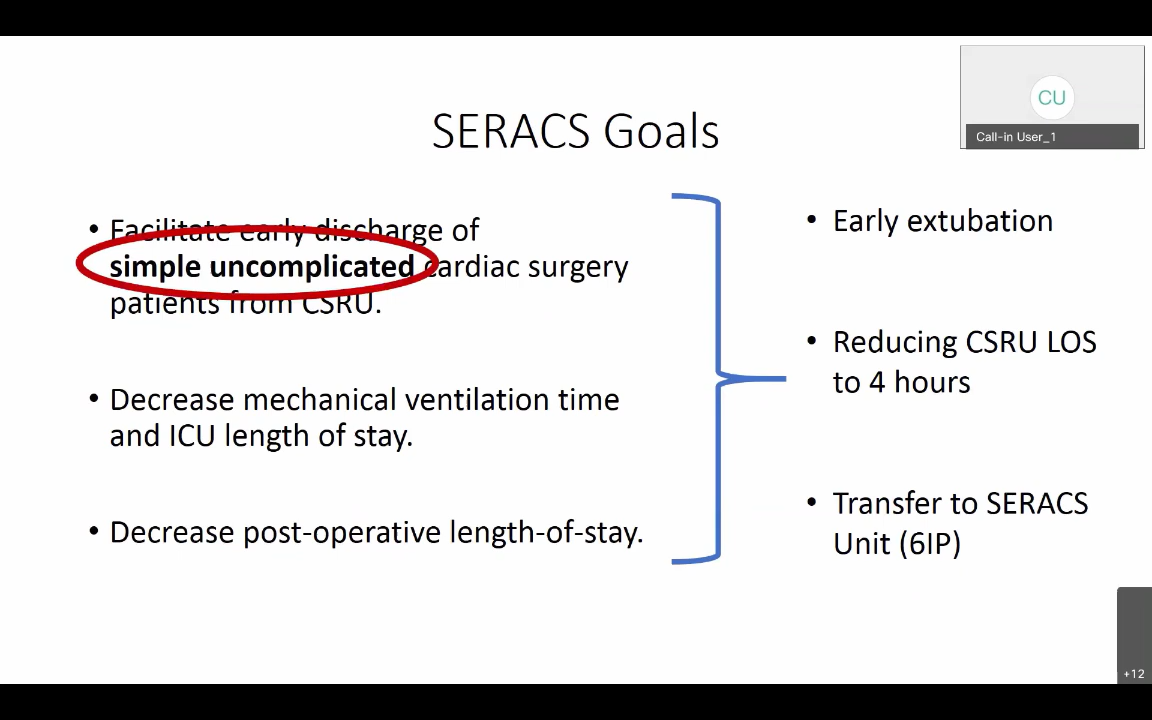 CU
Call-in User_1
SERACS Goals
• Facilitate early discharge of
simple uncomplicated cardiac surgery
patients from CSRU.
• Decrease mechanical ventilation time
and ICU length of stay.
• Decrease post-operative length-of-stay.
• Early extubation
• Reducing CSRU LOS
to 4 hours
• Transfer to SERACS
Unit (6IP)
+12